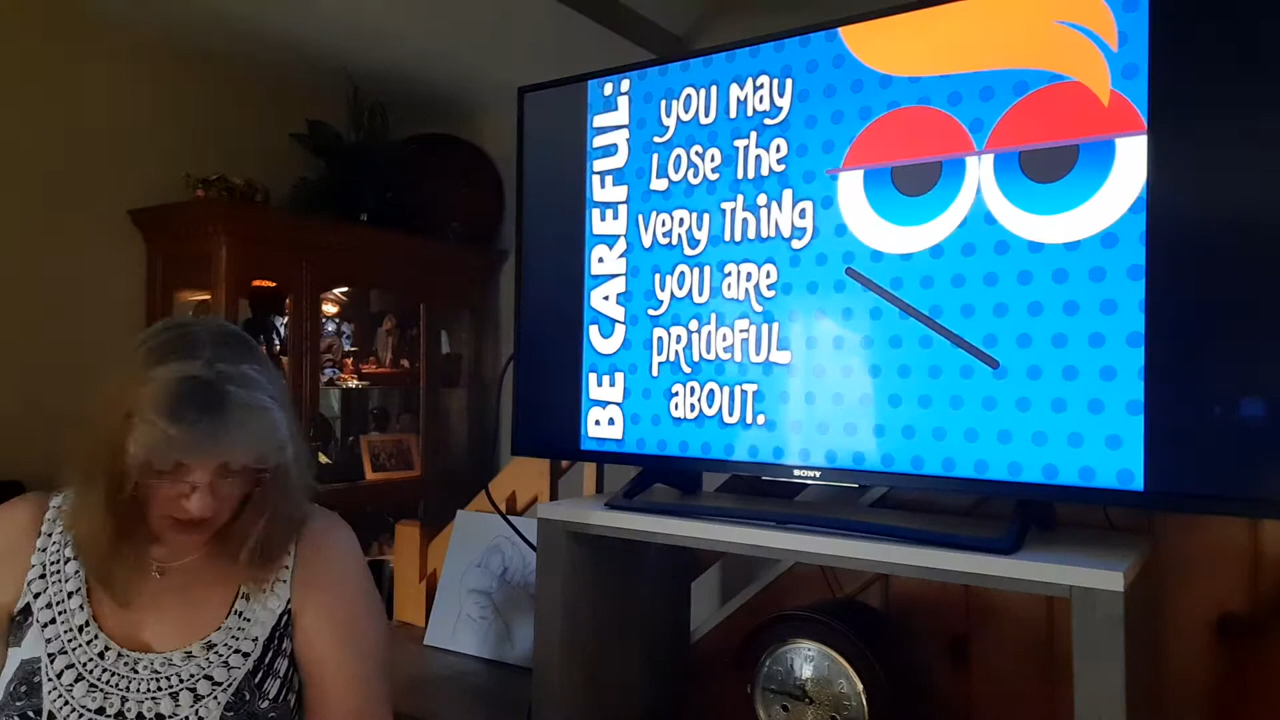 BE CAREFUL:
you May
Lose The
Very Thing
you are
prideful
about.
SONY